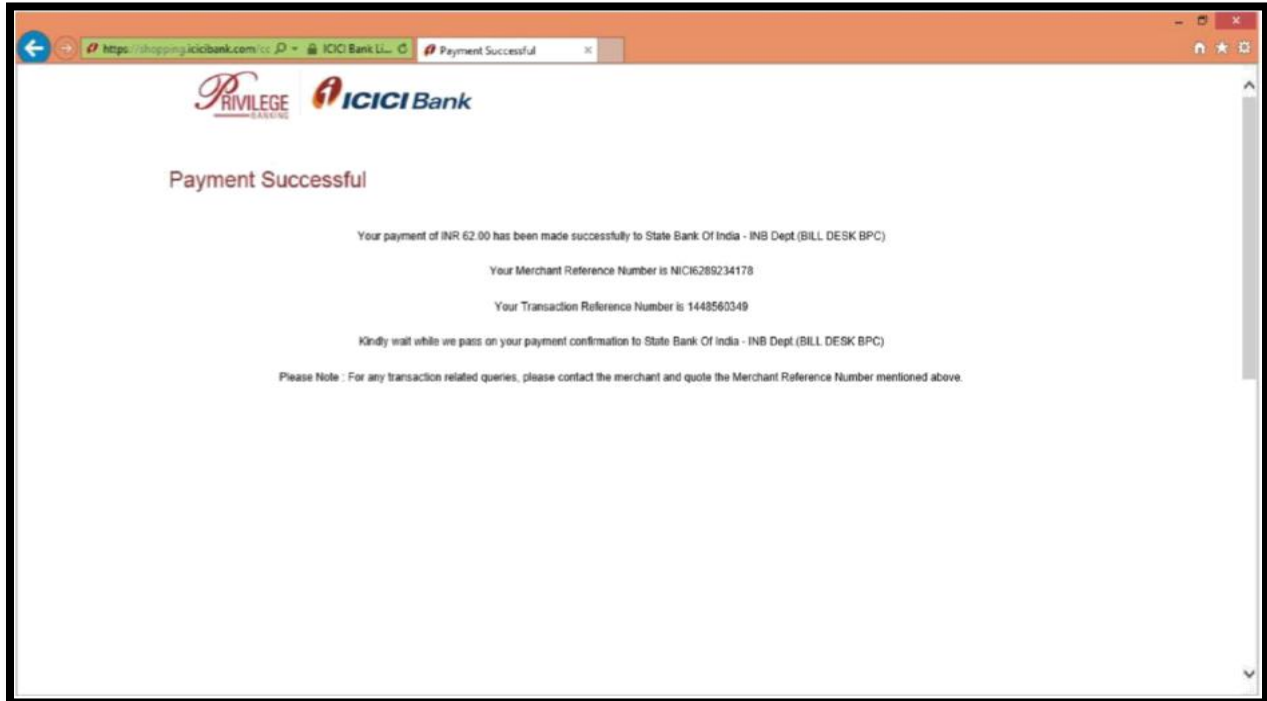 https://shopping.icicibank.com/cc
ICICI Bank Li...
Payment Successful
PRIVILEGE
BANKING
ICICI Bank
Payment Successful
Your payment of INR 62.00 has been made successfully to State Bank Of India - INB Dept.(BILL DESK BPC)
Your Merchant Reference Number is NICI6289234178
Your Transaction Reference Number is 1448560349
Kindly wait while we pass on your payment confirmation to State Bank Of India - INB Dept.(BILL DESK BPC)
Please Note : For any transaction related queries, please contact the merchant and quote the Merchant Reference Number mentioned above.